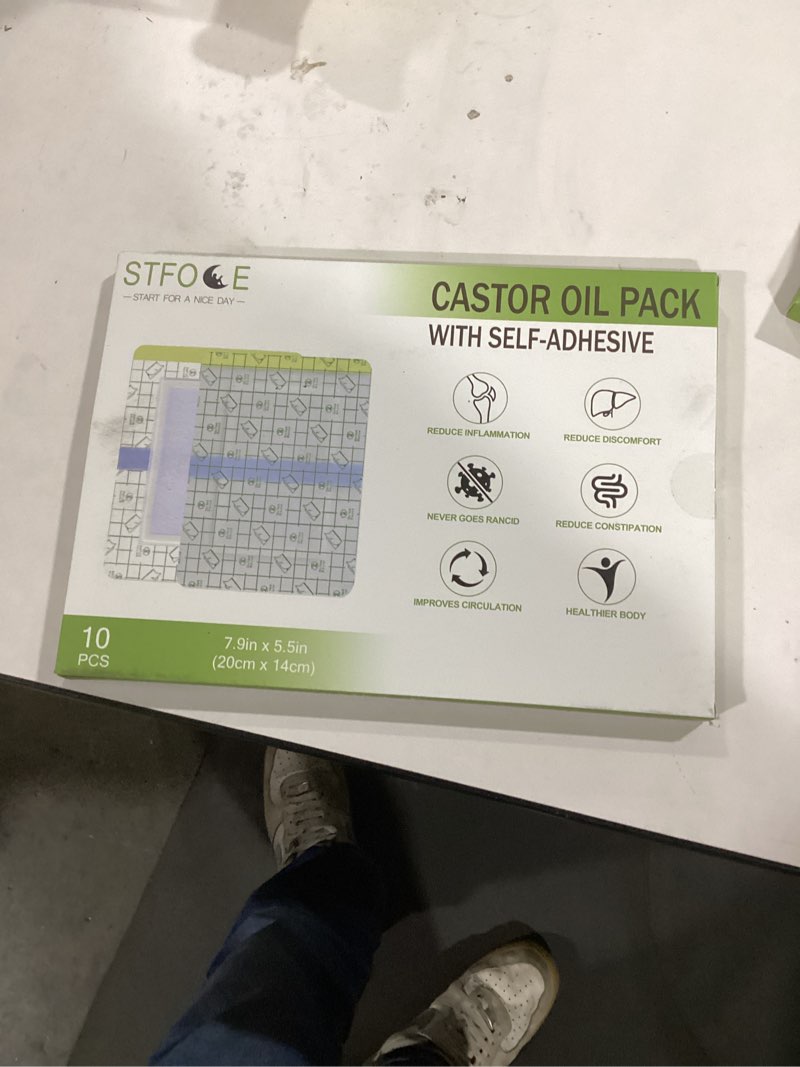 STFOCE
— START FOR A NICE DAY —
CASTOR OIL PACK
WITH SELF-ADHESIVE
REDUCE INFLAMMATION
REDUCE DISCOMFORT
NEVER GOES RANCID
REDUCE CONSTIPATION
IMPROVES CIRCULATION
HEALTHIER BODY
10
PCS
7.9in x 5.5in
(20cm x 14cm)